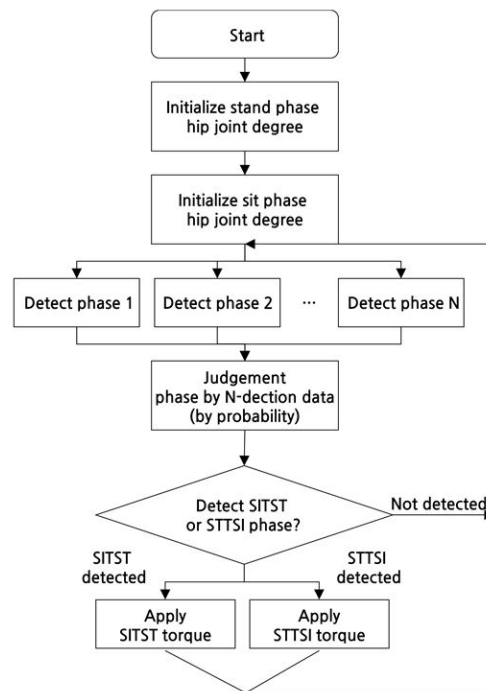 Start
Initialize stand phase
hip joint degree
Initialize sit phase
hip joint degree
Detect phase 1
Detect phase 2
...
Detect phase N
Judgement
phase by N-dection data
(by probability)
Detect SITST
or STTSI phase?
Not detected
SITST
detected
STTSI
detected
Apply
SITST torque
Apply
STTSI torque